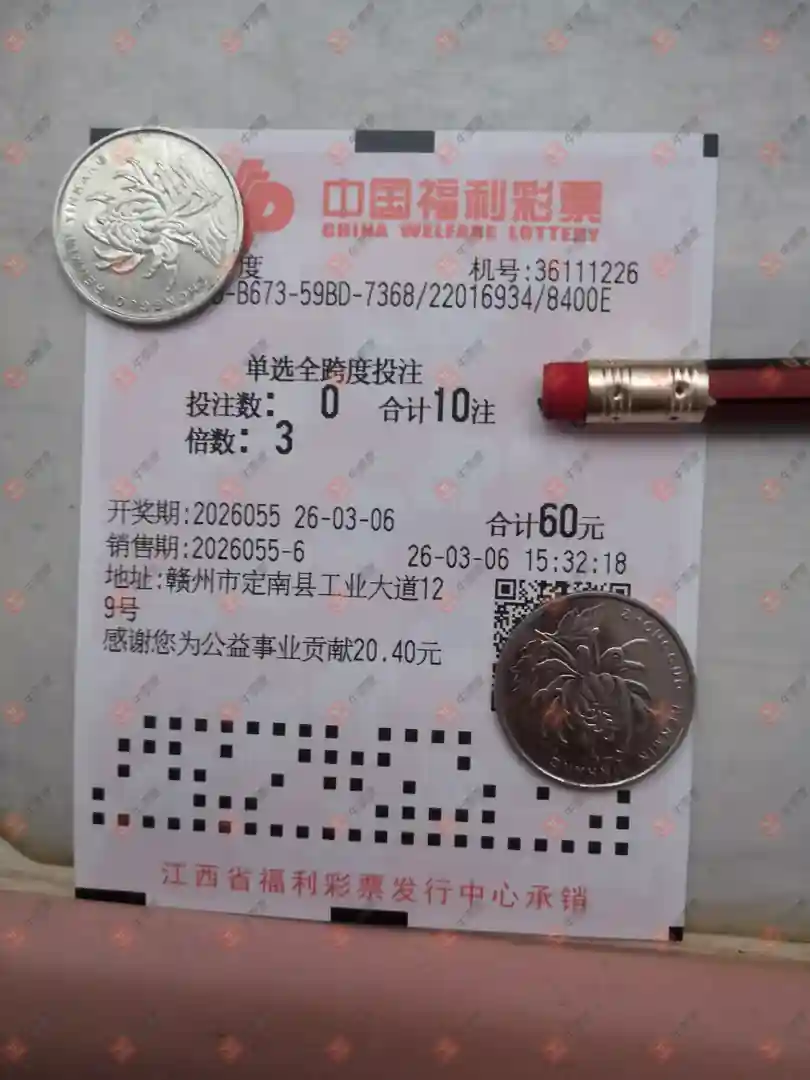 中国福利彩票
CHINA WELFARE LOTTERY
度 机号:36111226
-B673-59BD-7368/22016934/8400E
单选全跨度投注
投注数: 0 合计10注
倍数: 3
开奖期:2026055 26-03-06 合计60元
销售期:2026055-6 26-03-06 15:32:18
地址:赣州市定南县工业大道12
9号
感谢您为公益事业贡献20.40元
江西省福利彩票发行中心承销